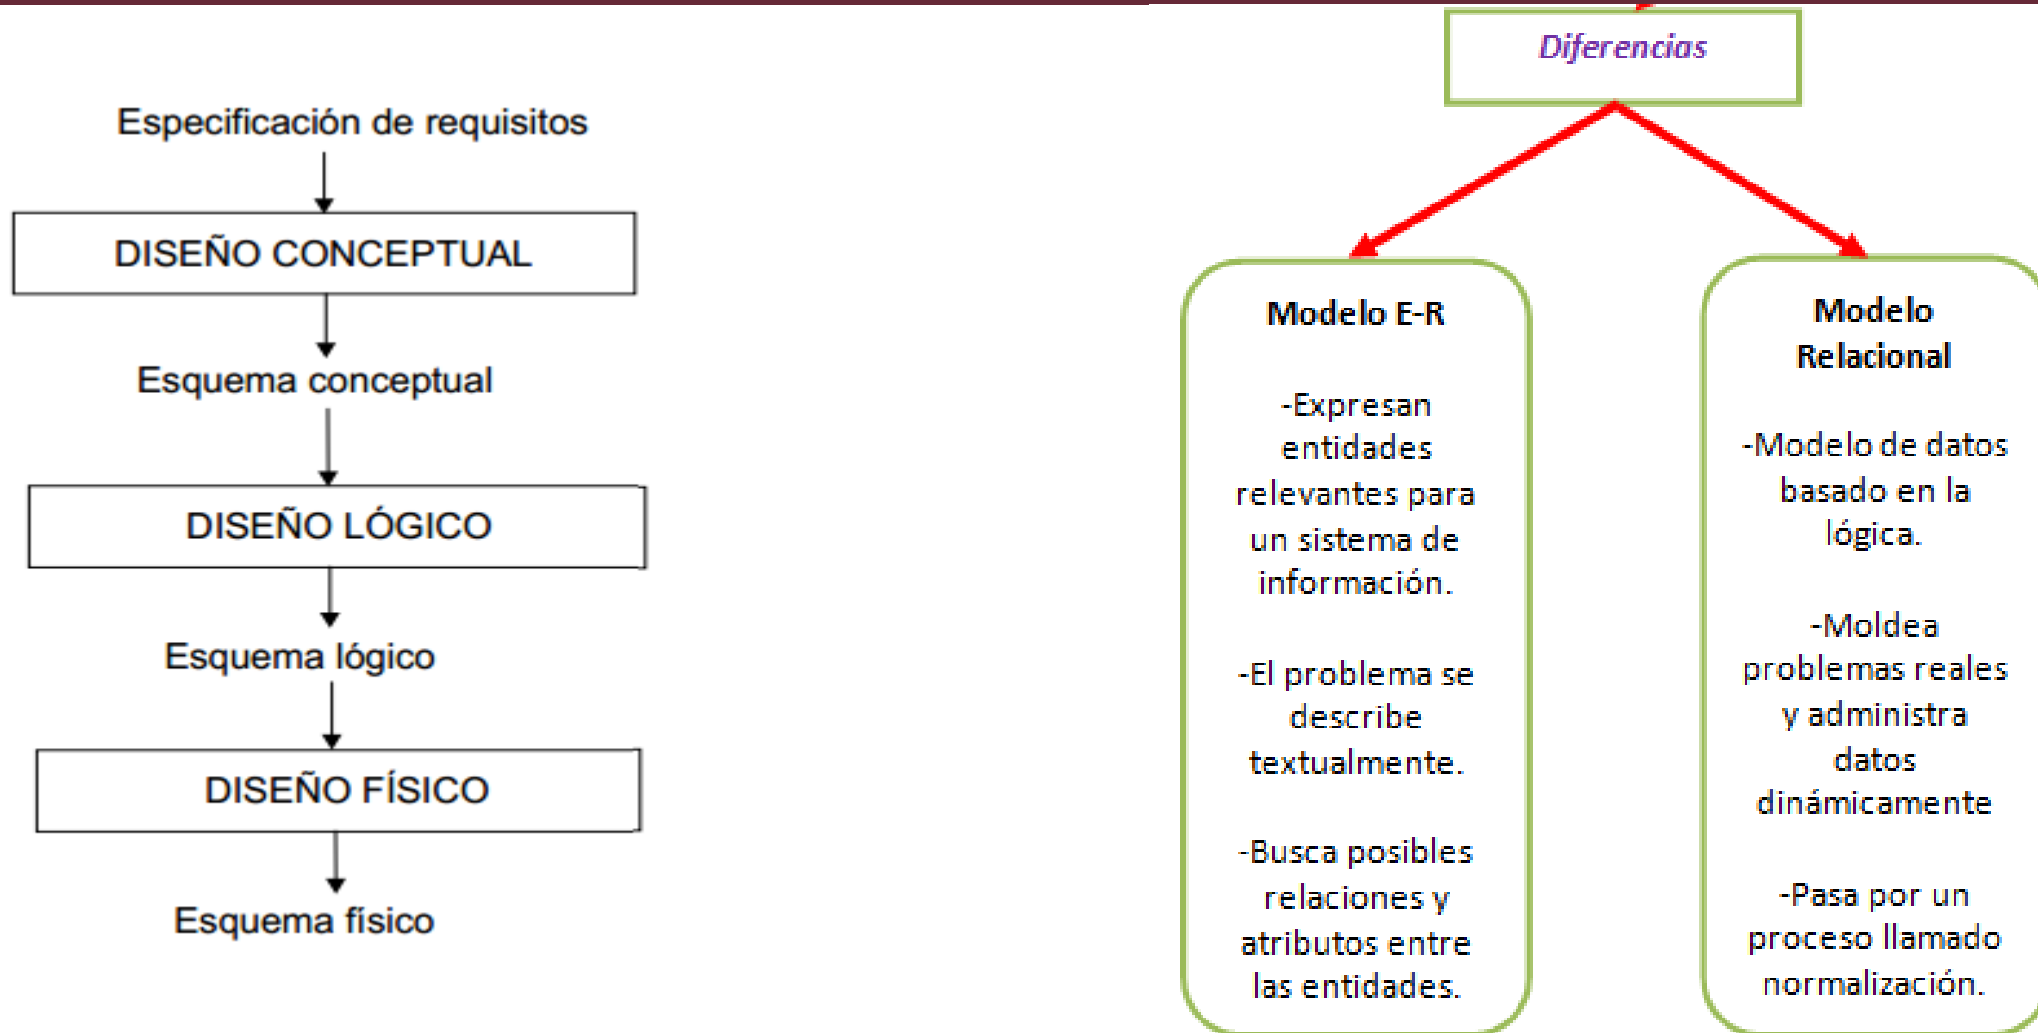 Especificación de requisitos
DISEÑO CONCEPTUAL
Esquema conceptual
DISEÑO LÓGICO
Esquema lógico
DISEÑO FÍSICO
Esquema físico
Diferencias
Modelo E-R
-Expresan
entidades
relevantes para
un sistema de
información.
-El problema se
describe
textualmente.
-Busca posibles
relaciones y
atributos entre
las entidades.
Modelo
Relacional
-Modelo de datos
basado en la
lógica.
-Moldea
problemas reales
y administra
datos
dinámicamente
-Pasa por un
proceso llamado
normalización.